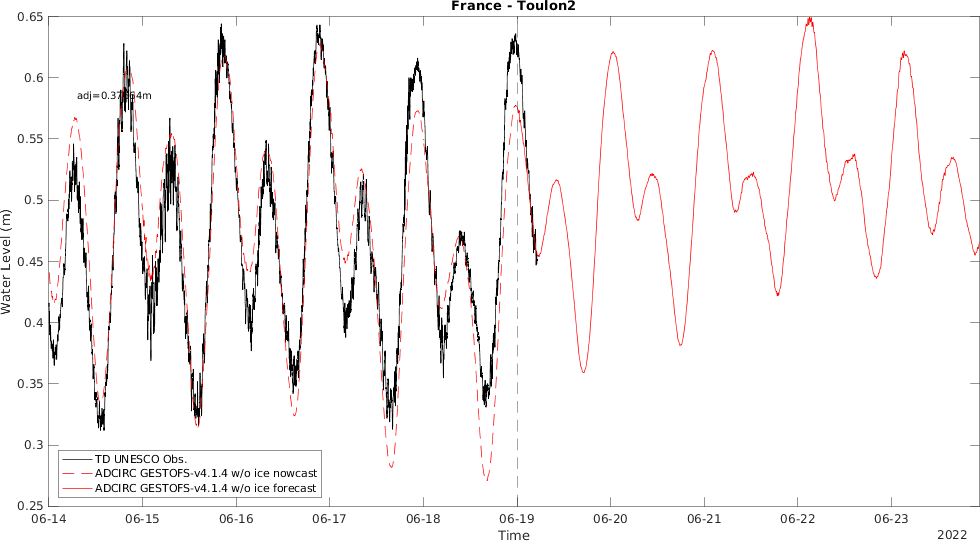 France - Toulon2
0.65
0.6
0.55
0.5
0.45
0.4
0.35
0.3
0.25
Water Level (m)
TD UNESCO Obs.
ADCIRC GESTOFS-v4.1.4 w/o ice nowcast
ADCIRC GESTOFS-v4.1.4 w/o ice forecast
06-14 06-15 06-16 06-17 06-18 06-19 06-20 06-21 06-22 06-23
Time
2022